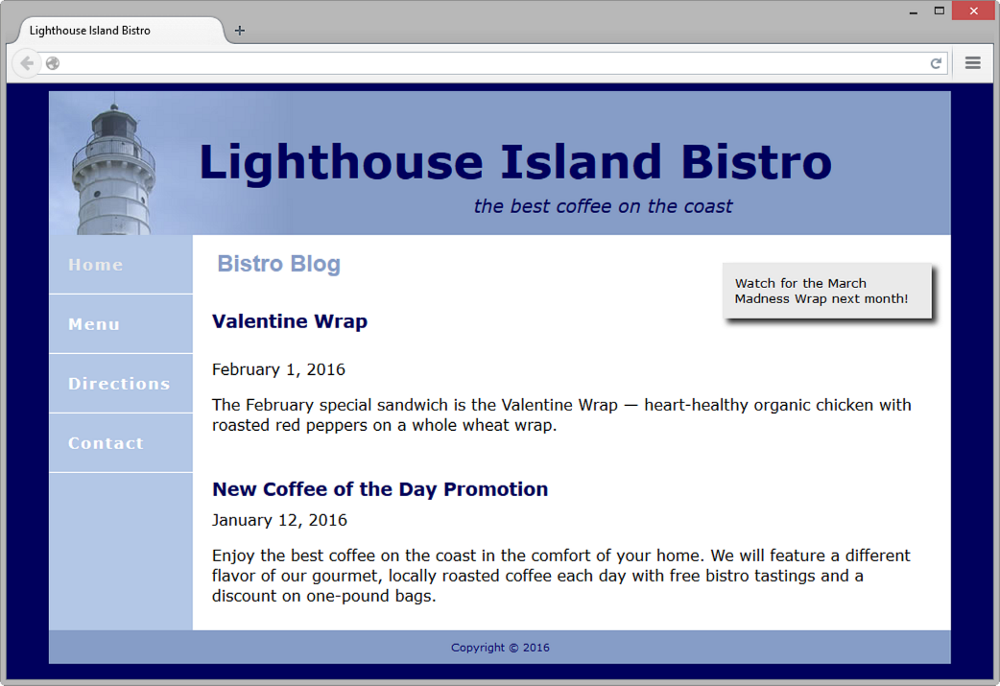 Lighthouse Island Bistro
Lighthouse Island Bistro
the best coffee on the coast
Home
Menu
Directions
Contact
Bistro Blog
Watch for the March
Madness Wrap next month!
Valentine Wrap
February 1, 2016
The February special sandwich is the Valentine Wrap — heart-healthy organic chicken with
roasted red peppers on a whole wheat wrap.
New Coffee of the Day Promotion
January 12, 2016
Enjoy the best coffee on the coast in the comfort of your home. We will feature a different
flavor of our gourmet, locally roasted coffee each day with free bistro tastings and a
discount on one-pound bags.
Copyright © 2016